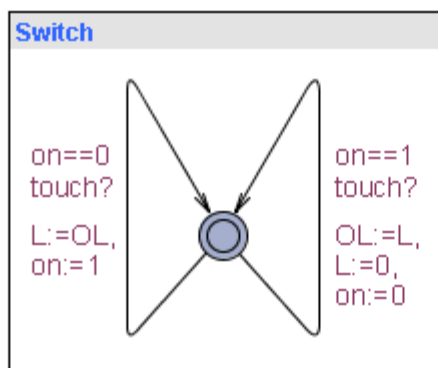 Switch
on==0
touch?
L:=OL,
on:=1
on==1
touch?
OL:=L,
L:=0,
on:=0